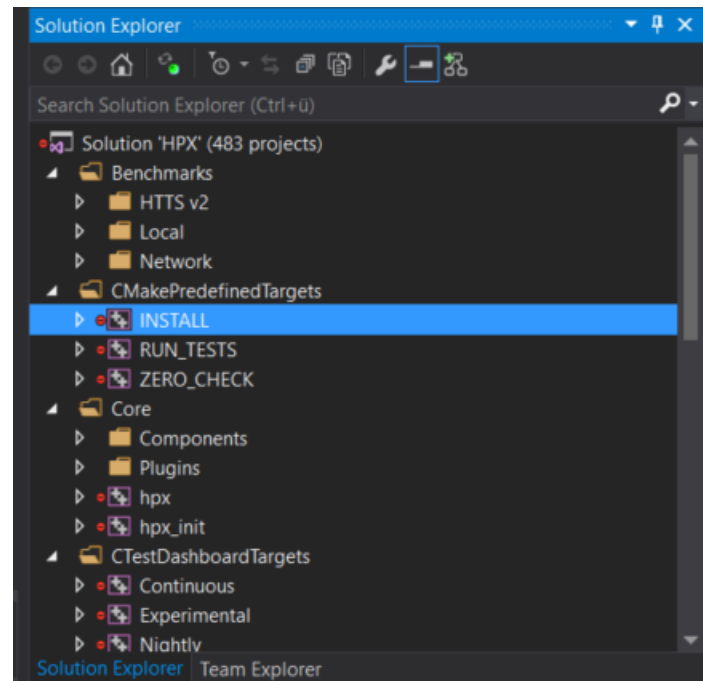 Solution Explorer
Search Solution Explorer (Ctrl+ü)
Solution 'HPX' (483 projects)
Benchmarks
HTTS v2
Local
Network
CMakePredefinedTargets
INSTALL
RUN_TESTS
ZERO_CHECK
Core
Components
Plugins
hpx
hpx_init
CTestDashboardTargets
Continuous
Experimental
Nightly
Solution Explorer Team Explorer